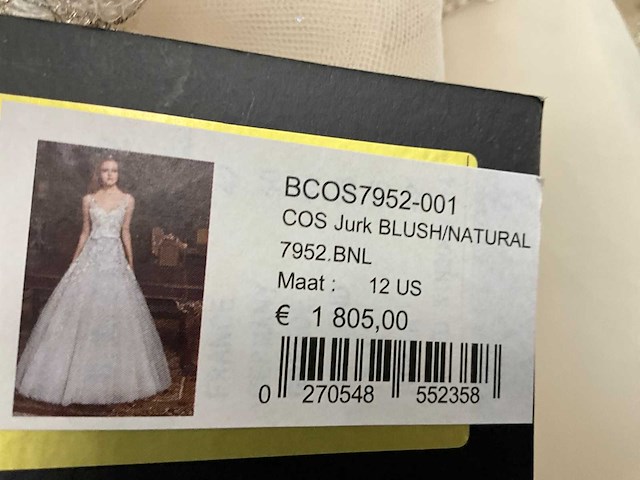 BCOS7952-001
COS Jurk BLUSH/NATURAL
7952.BNL
Maat : 12 US
€ 1 805,00
0 270548 552358